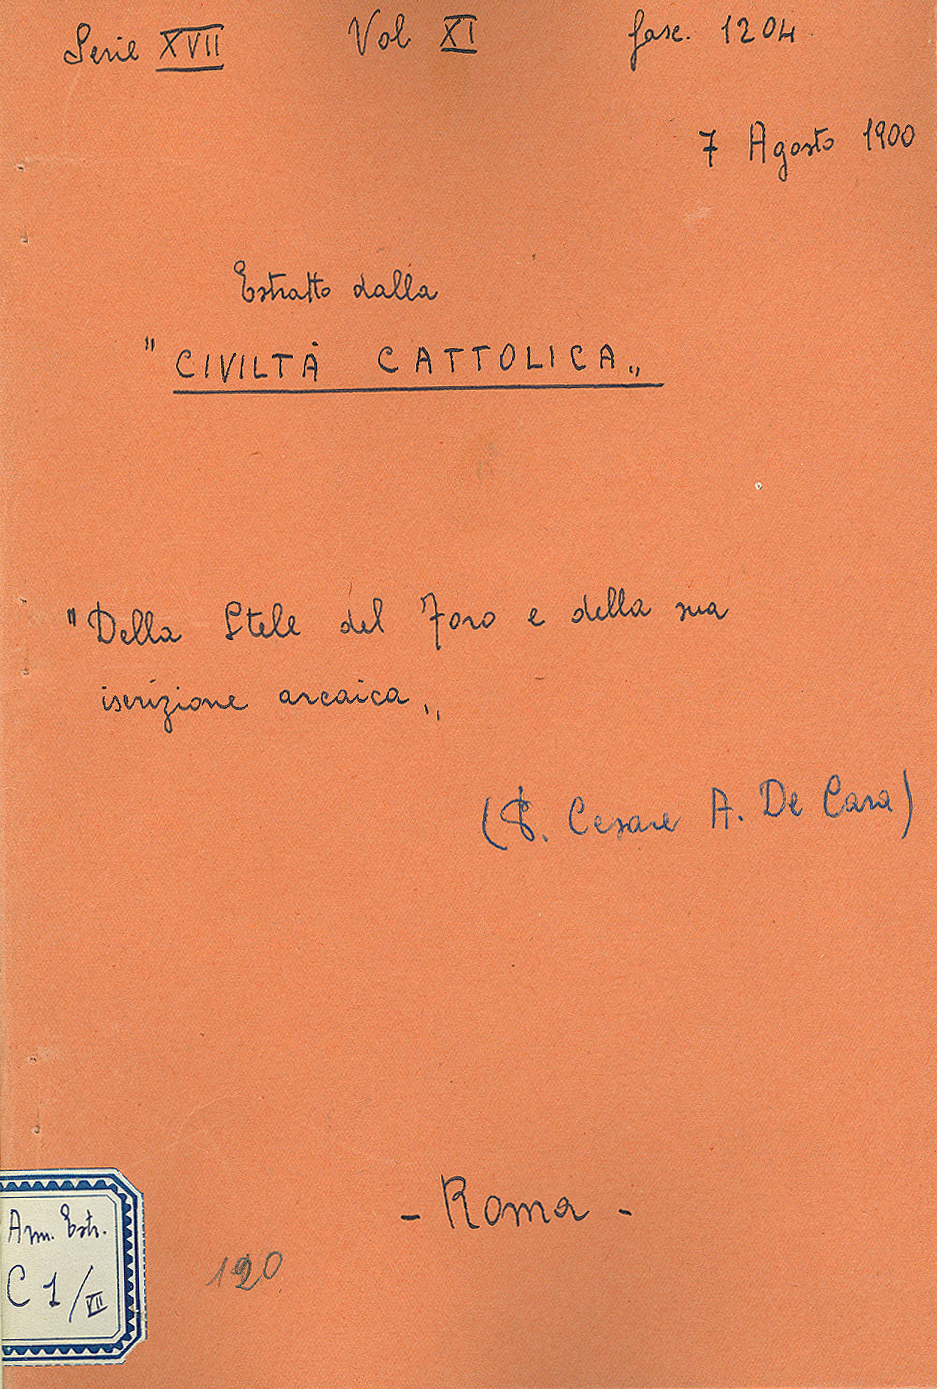 Serie XVII Vol XI fasc. 1204
7 Agosto 1900
Estratto dalla
"CIVILTÀ CATTOLICA„
"Della Stele del Foro e della sua
iscrizione arcaica„
(P. Cesare A. De Cara)
- Roma -
Arm. Estr.
C 1/VII
120